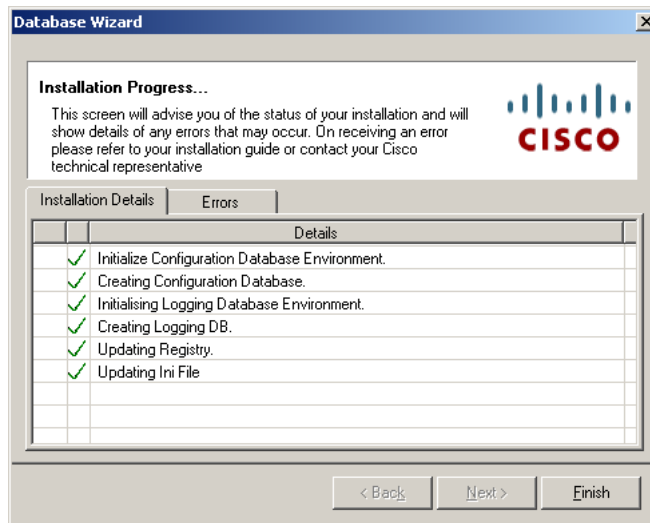 Database Wizard
Installation Progress...
This screen will advise you of the status of your installation and will
show details of any errors that may occur. On receiving an error
please refer to your installation guide or contact your Cisco
technical representative
CISCO
Installation Details
Errors
Details
Initialize Configuration Database Environment.
Creating Configuration Database.
Initialising Logging Database Environment.
Creating Logging DB.
Updating Registry.
Updating Ini File
< Back
Next >
Finish